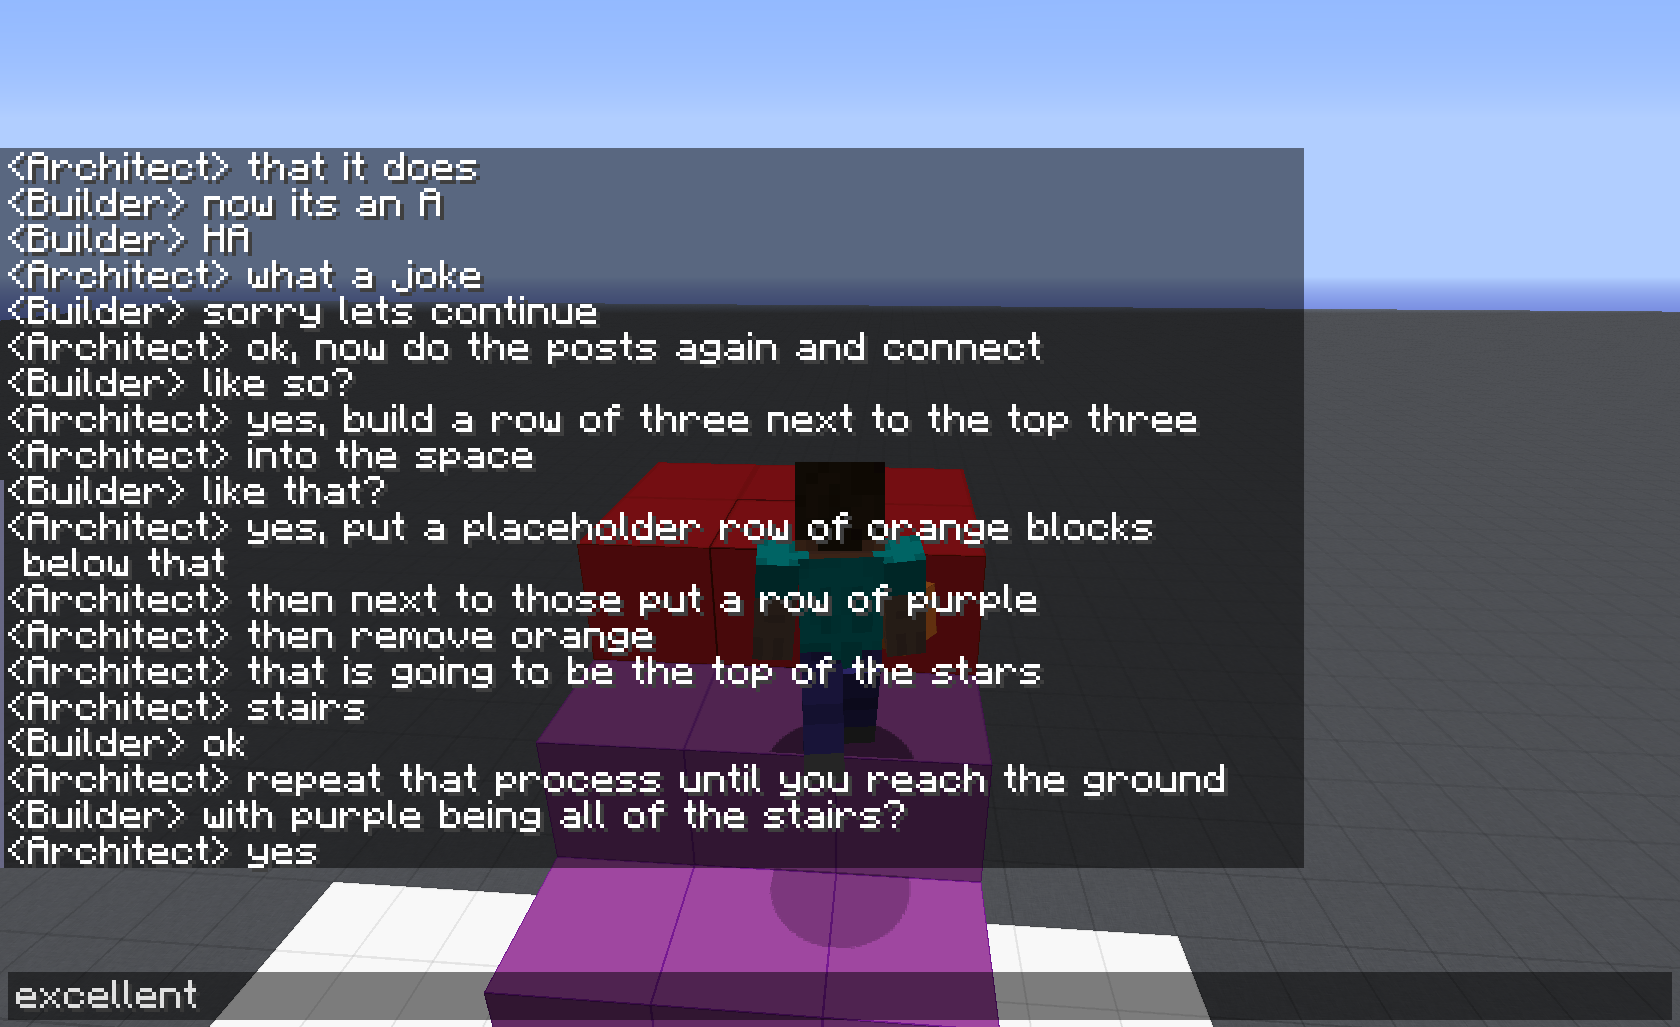 <Architect> that it does
<Builder> now its an A
<Builder> HA
<Architect> what a joke
<Builder> sorry lets continue
<Architect> ok, now do the posts again and connect
<Builder> like so?
<Architect> yes, build a row of three next to the top three
<Architect> into the space
<Builder> like that?
<Architect> yes, put a placeholder row of orange blocks
below that
<Architect> then next to those put a row of purple
<Architect> then remove orange
<Architect> that is going to be the top of the stars
<Architect> stairs
<Builder> ok
<Architect> repeat that process until you reach the ground
<Builder> with purple being all of the stairs?
<Architect> yes
excellent